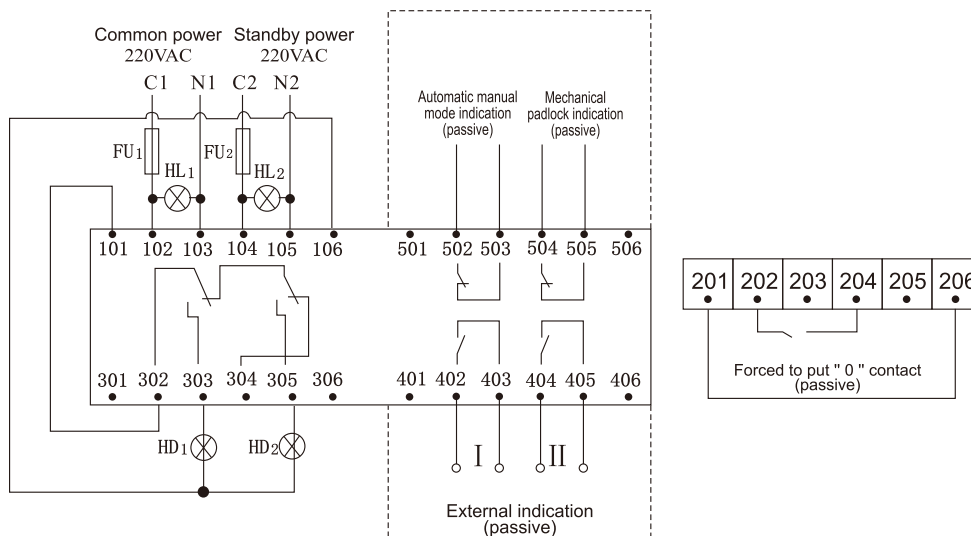 Common power
220VAC
Standby power
220VAC
C1 N1 C2 N2
FU1
HL1
FU2
HL2
Automatic manual
mode indication
(passive)
Mechanical
padlock indication
(passive)
101 102 103 104 105 106
501 502 503 504 505 506
301 302 303 304 305 306
401 402 403 404 405 406
HD1
HD2
I
II
External indication
(passive)
201 202 203 204 205 206
Forced to put " 0 " contact
(passive)